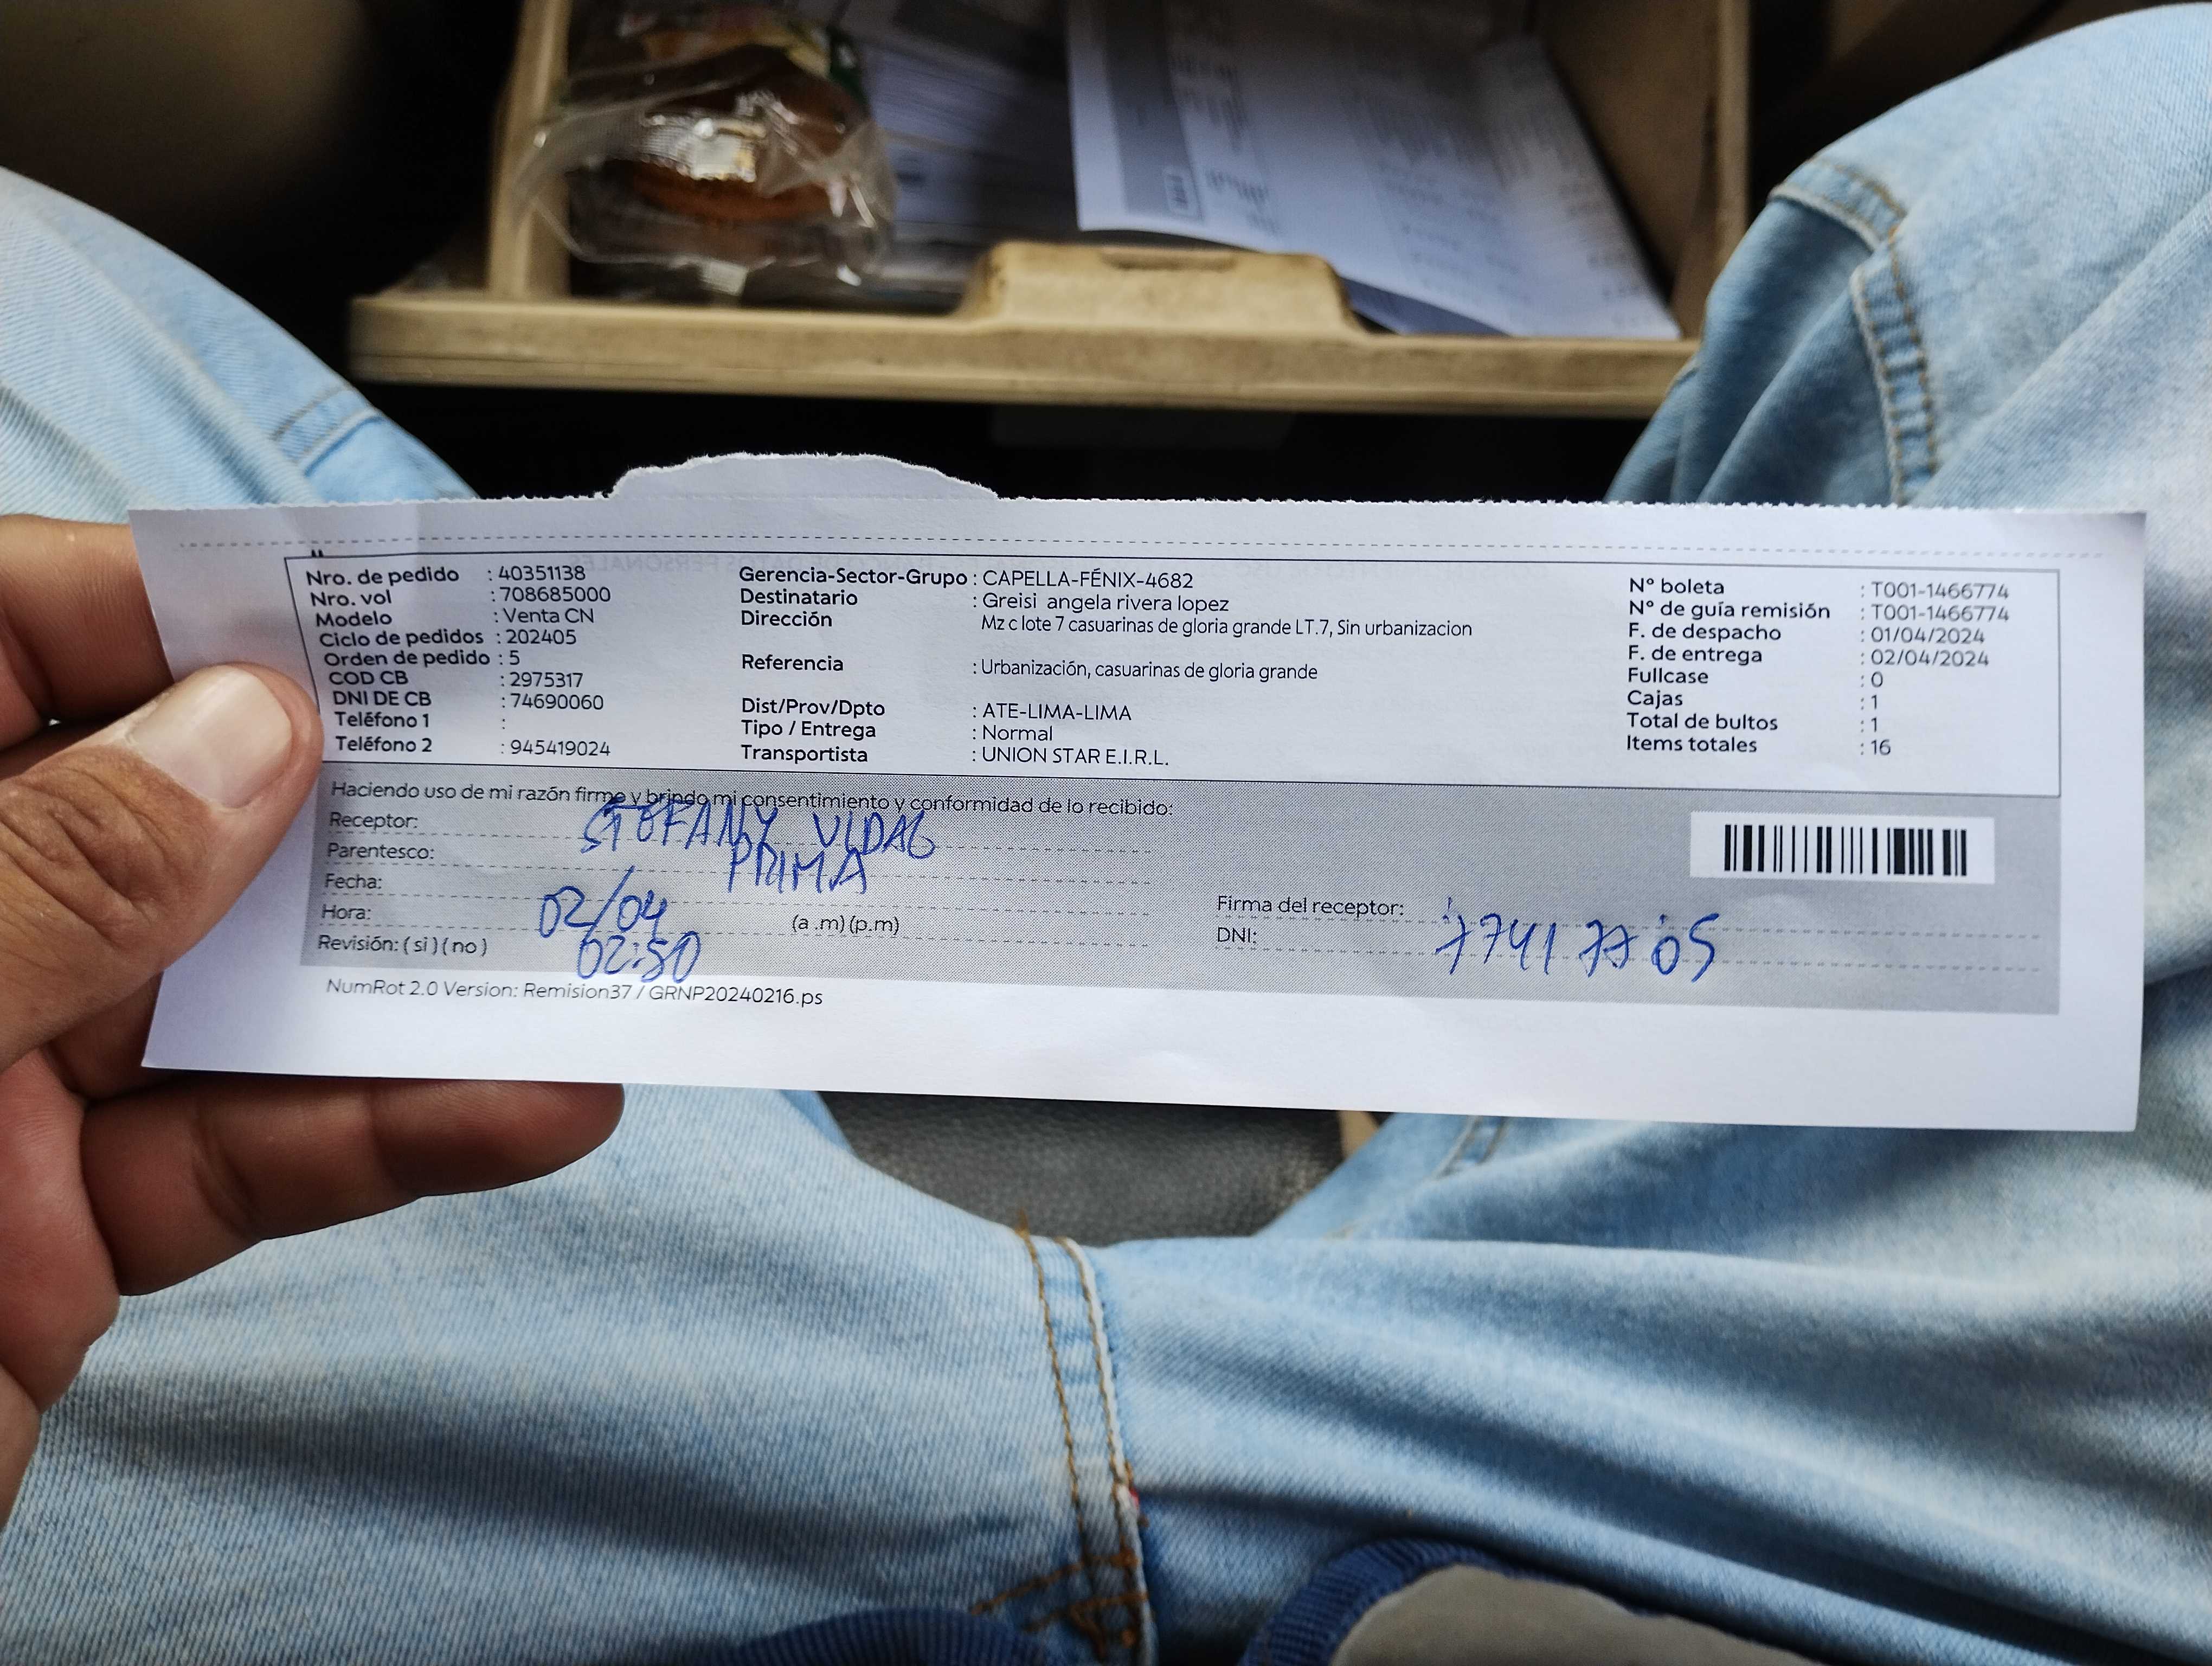 Nro. de pedido : 40351138
Nro. vol : 708685000
Modelo : Venta CN
Ciclo de pedidos : 202405
Orden de pedido : 5
COD CB : 2975317
DNI DE CB : 74690060
Teléfono 1 :
Teléfono 2 : 945419024
Gerencia-Sector-Grupo : CAPELLA-FÉNIX-4682
Destinatario : Greisi angela rivera lopez
Dirección Mz c lote 7 casuarinas de gloria grande LT.7, Sin urbanizacion
Referencia : Urbanización, casuarinas de gloria grande
Dist/Prov/Dpto : ATE-LIMA-LIMA
Tipo / Entrega : Normal
Transportista : UNION STAR E.I.R.L.
N° boleta : T001-1466774
N° de guía remisión : T001-1466774
F. de despacho : 01/04/2024
F. de entrega : 02/04/2024
Fullcase : 0
Cajas : 1
Total de bultos : 1
Items totales : 16
Haciendo uso de mi razón firme y brindo mi consentimiento y conformidad de lo recibido:
Receptor: STEFANY VIDAL
Parentesco: PRIMA
Fecha: 02/04
Hora: 02:50 (a .m) (p.m)
Revisión: ( si ) ( no )
Firma del receptor:
DNI: 77417705
NumRot 2.0 Version: Remision37 / GRNP20240216.ps